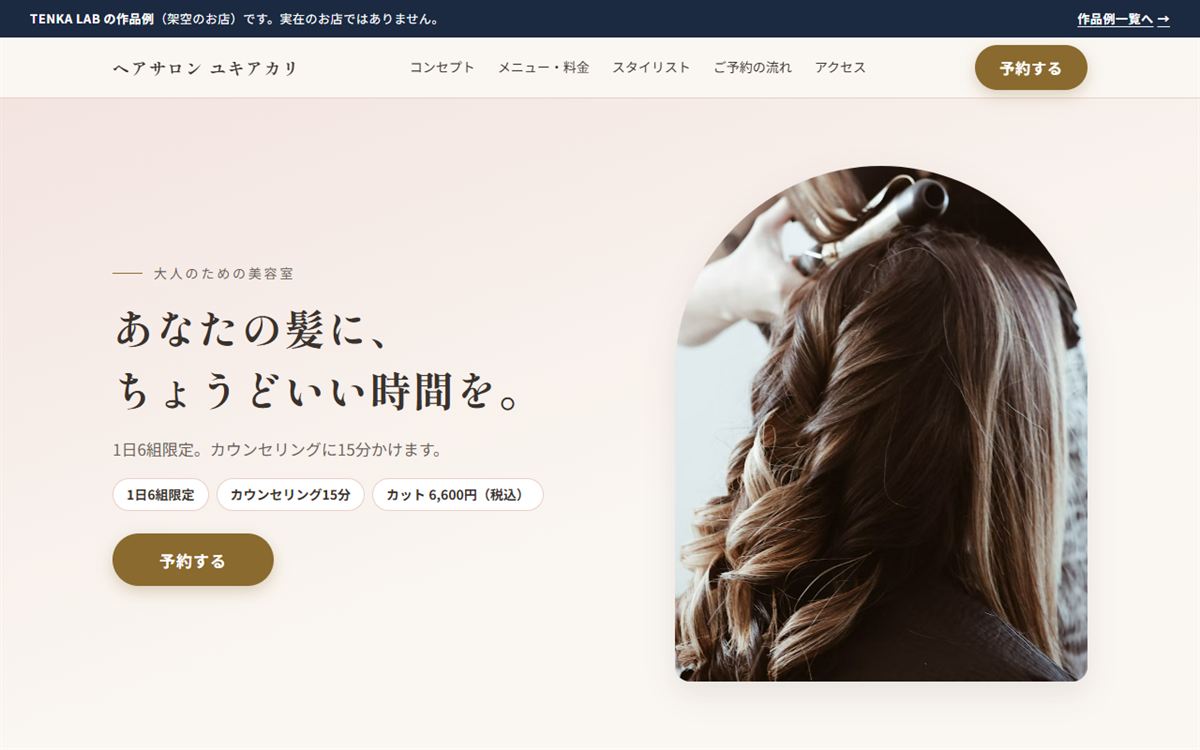 TENKA LAB の作品例（架空のお店）です。実在のお店ではありません。
作品例一覧へ →
ヘアサロン ユキアカリ
コンセプト
メニュー・料金
スタイリスト
ご予約の流れ
アクセス
予約する
大人のための美容室
あなたの髪に、
ちょうどいい時間を。
1日6組限定。カウンセリングに15分かけます。
1日6組限定
カウンセリング15分
カット 6,600円（税込）
予約する